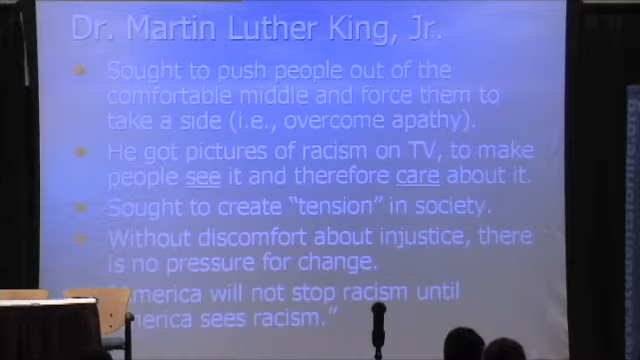 Dr. Martin Luther King, Jr.
Sought to push people out of the
comfortable middle and force them to
take a side (i.e., overcome apathy).
He got pictures of racism on TV, to make
people see it and therefore care about it.
Sought to create “tension” in society.
Without discomfort about injustice, there
is no pressure for change.
America will not stop racism until
America sees racism.”